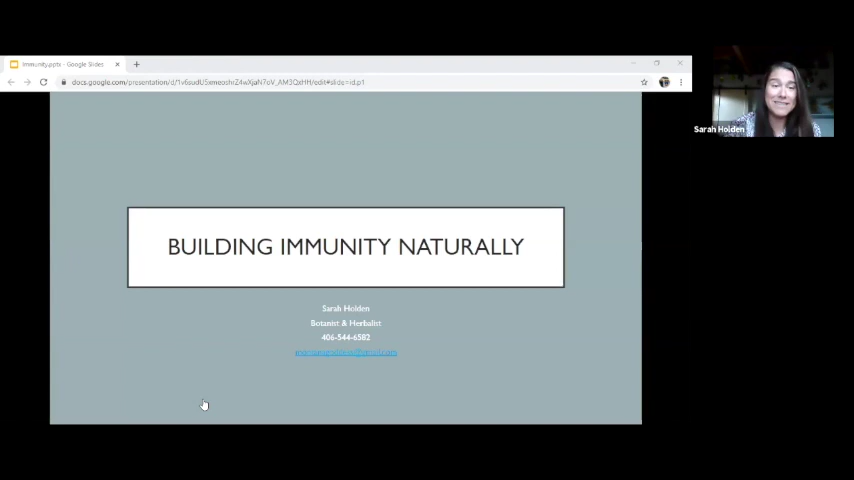 Immunity.pptx - Google Slides
Sarah Holden
BUILDING IMMUNITY NATURALLY
Sarah Holden
Botanist & Herbalist
406-544-6582